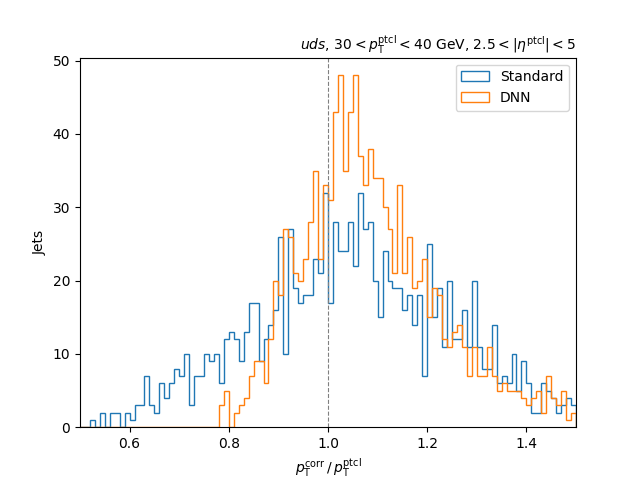 uds, 30 < p_T^ptcl < 40 GeV, 2.5 < |η^ptcl| < 5
50
40
30
20
10
0
Jets
Standard
DNN
0.6 0.8 1.0 1.2 1.4
p_T^corr / p_T^ptcl